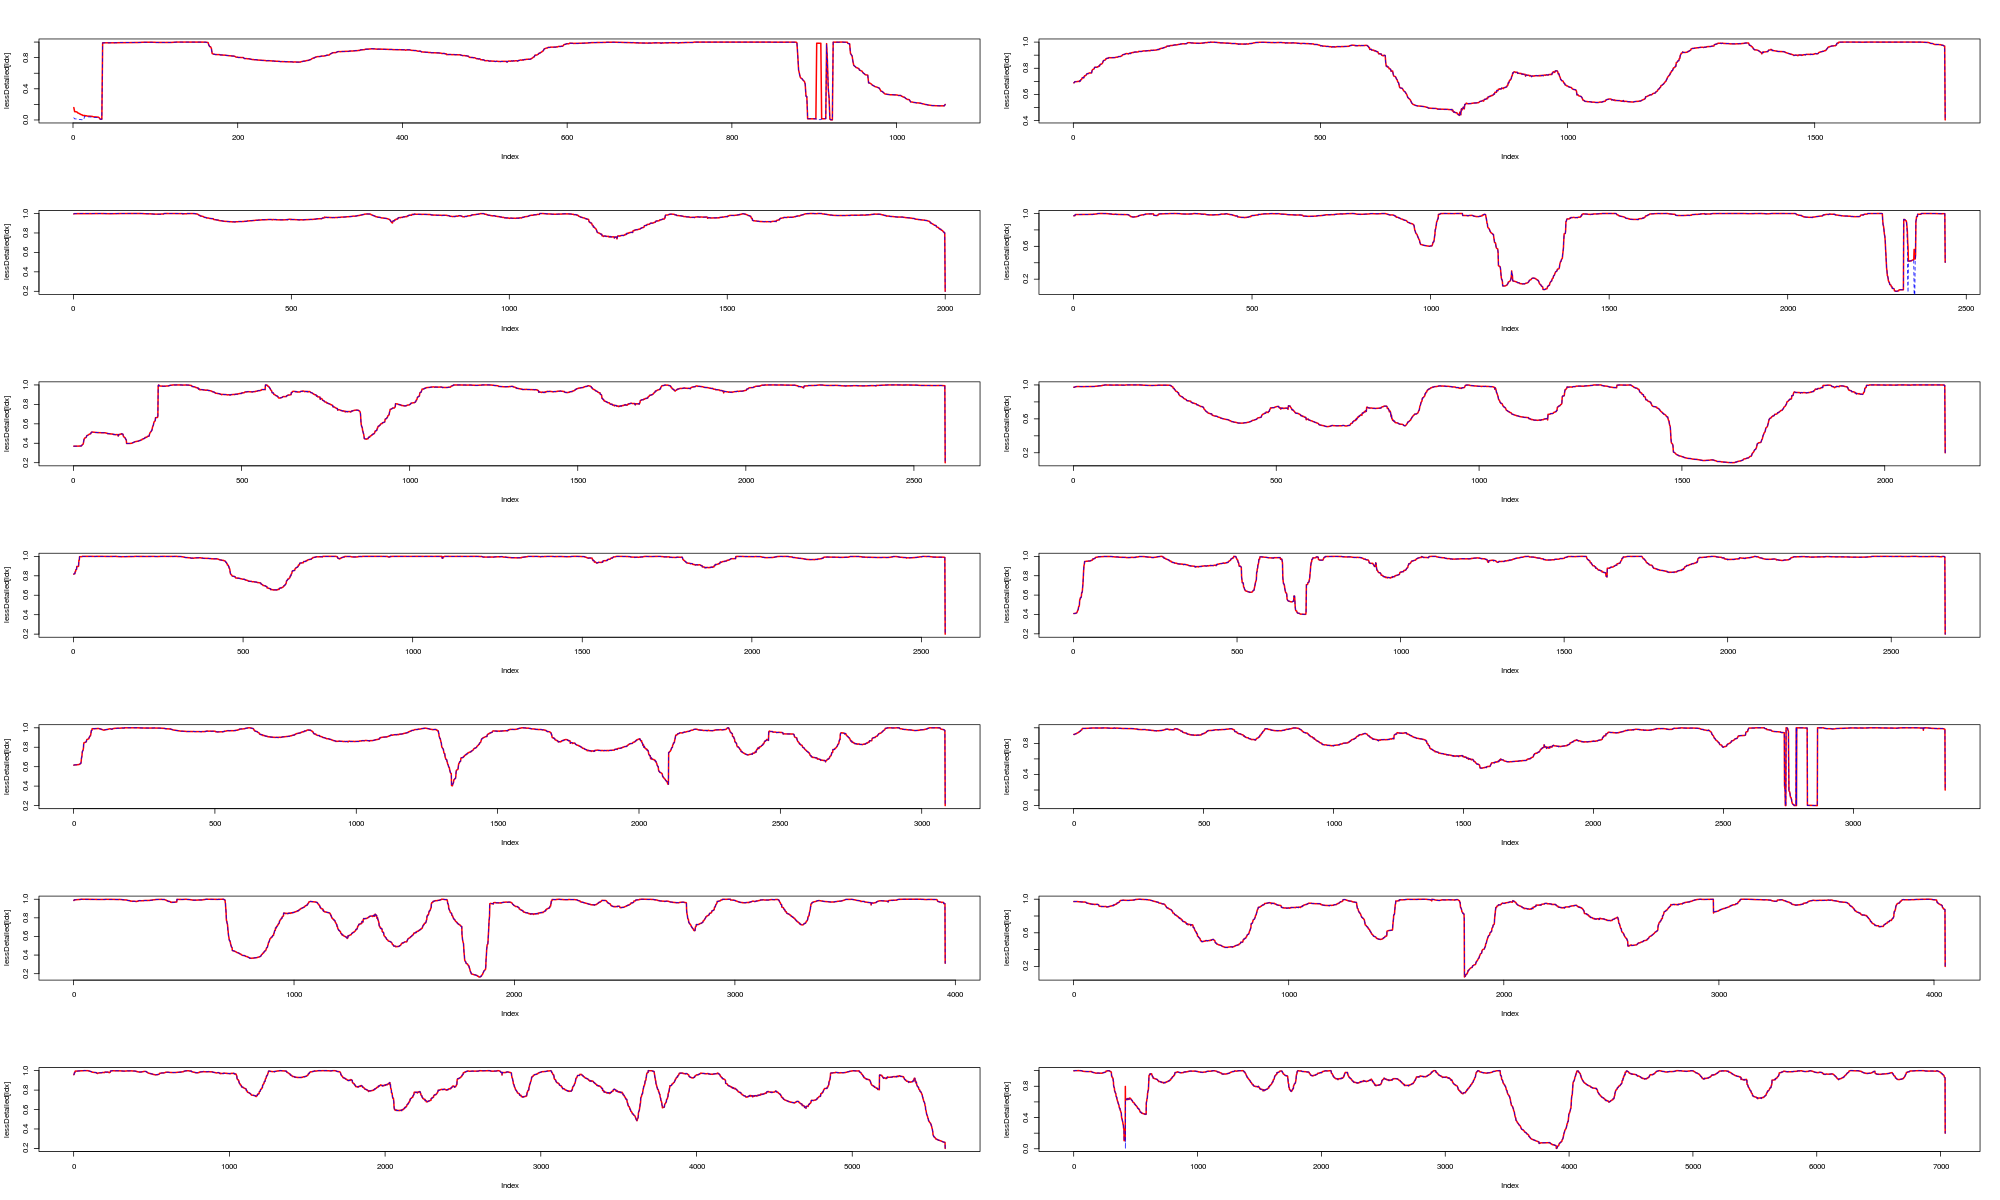 lessDetailed[idx]
0.0 0.4 0.8
0 200 400 600 800 1000
Index
lessDetailed[idx]
0.4 0.6 0.8 1.0
0 500 1000 1500
Index
lessDetailed[idx]
0.2 0.4 0.6 0.8 1.0
0 500 1000 1500 2000
Index
lessDetailed[idx]
0.2 0.6 1.0
0 500 1000 1500 2000 2500
Index
lessDetailed[idx]
0.2 0.4 0.6 0.8 1.0
0 500 1000 1500 2000 2500
Index
lessDetailed[idx]
0.2 0.6 1.0
0 500 1000 1500 2000
Index
lessDetailed[idx]
0.2 0.4 0.6 0.8 1.0
0 500 1000 1500 2000 2500
Index
lessDetailed[idx]
0.2 0.4 0.6 0.8 1.0
0 500 1000 1500 2000 2500
Index
lessDetailed[idx]
0.2 0.4 0.6 0.8 1.0
0 500 1000 1500 2000 2500 3000
Index
lessDetailed[idx]
0.0 0.4 0.8
0 500 1000 1500 2000 2500 3000
Index
lessDetailed[idx]
0.2 0.4 0.6 0.8 1.0
0 1000 2000 3000 4000
Index
lessDetailed[idx]
0.2 0.6 1.0
0 1000 2000 3000 4000
Index
lessDetailed[idx]
0.2 0.4 0.6 0.8 1.0
0 1000 2000 3000 4000 5000
Index
lessDetailed[idx]
0.0 0.4 0.8
0 1000 2000 3000 4000 5000 6000 7000
Index